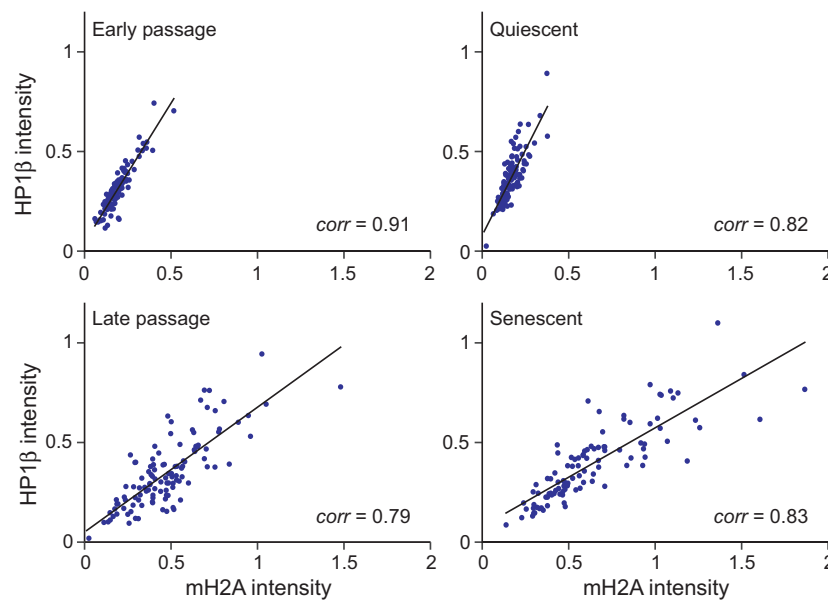 Early passage
HP1β intensity
1
0.5
0
corr = 0.91
0 0.5 1 1.5 2
Quiescent
1
0.5
0
corr = 0.82
0 0.5 1 1.5 2
Late passage
HP1β intensity
1
0.5
0
corr = 0.79
0 0.5 1 1.5 2
mH2A intensity
Senescent
1
0.5
0
corr = 0.83
0 0.5 1 1.5 2
mH2A intensity